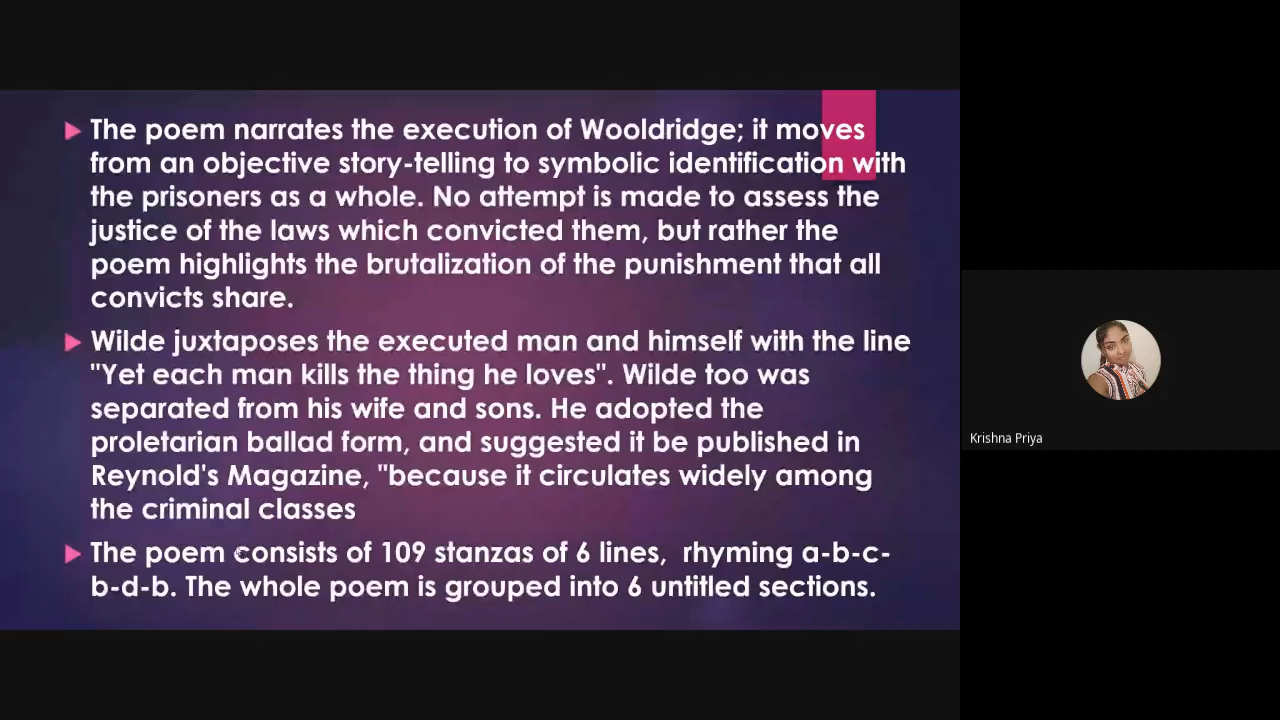 The poem narrates the execution of Wooldridge; it moves
from an objective story-telling to symbolic identification with
the prisoners as a whole. No attempt is made to assess the
justice of the laws which convicted them, but rather the
poem highlights the brutalization of the punishment that all
convicts share.
Wilde juxtaposes the executed man and himself with the line
"Yet each man kills the thing he loves". Wilde too was
separated from his wife and sons. He adopted the
proletarian ballad form, and suggested it be published in
Reynold's Magazine, "because it circulates widely among
the criminal classes
The poem consists of 109 stanzas of 6 lines, rhyming a-b-c-
b-d-b. The whole poem is grouped into 6 untitled sections.
Krishna Priya